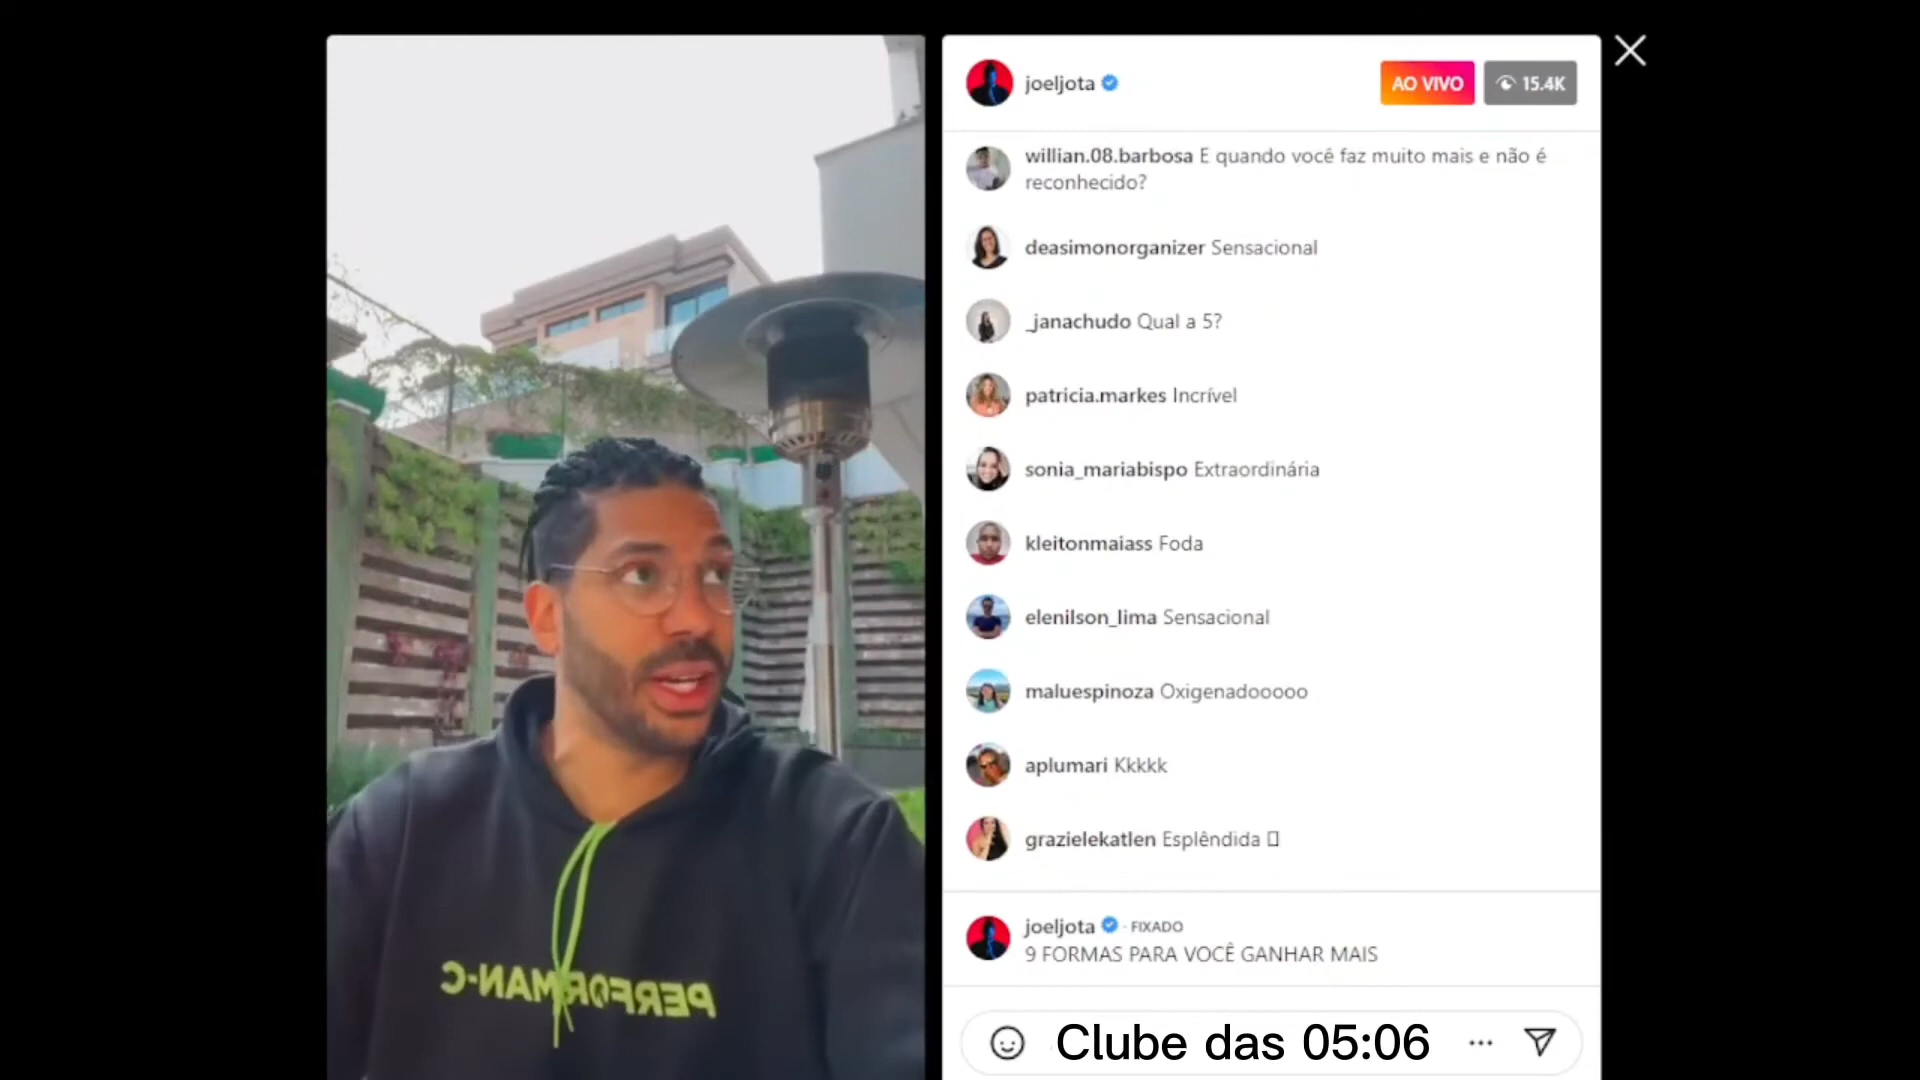 joeljota
AO VIVO
15.4K
willian.08.barbosa E quando você faz muito mais e não é
reconhecido?
deasimonorganizer Sensacional
_janachudo Qual a 5?
patricia.markes Incrível
sonia_mariabispo Extraordinária
kleitonmaiass Foda
elenilson_lima Sensacional
maluespinoza Oxigenadooooo
aplumari Kkkkk
grazielekatlen Esplêndida
joeljota · FIXADO
9 FORMAS PARA VOCÊ GANHAR MAIS
Clube das 05:06
PERFORMAN-C